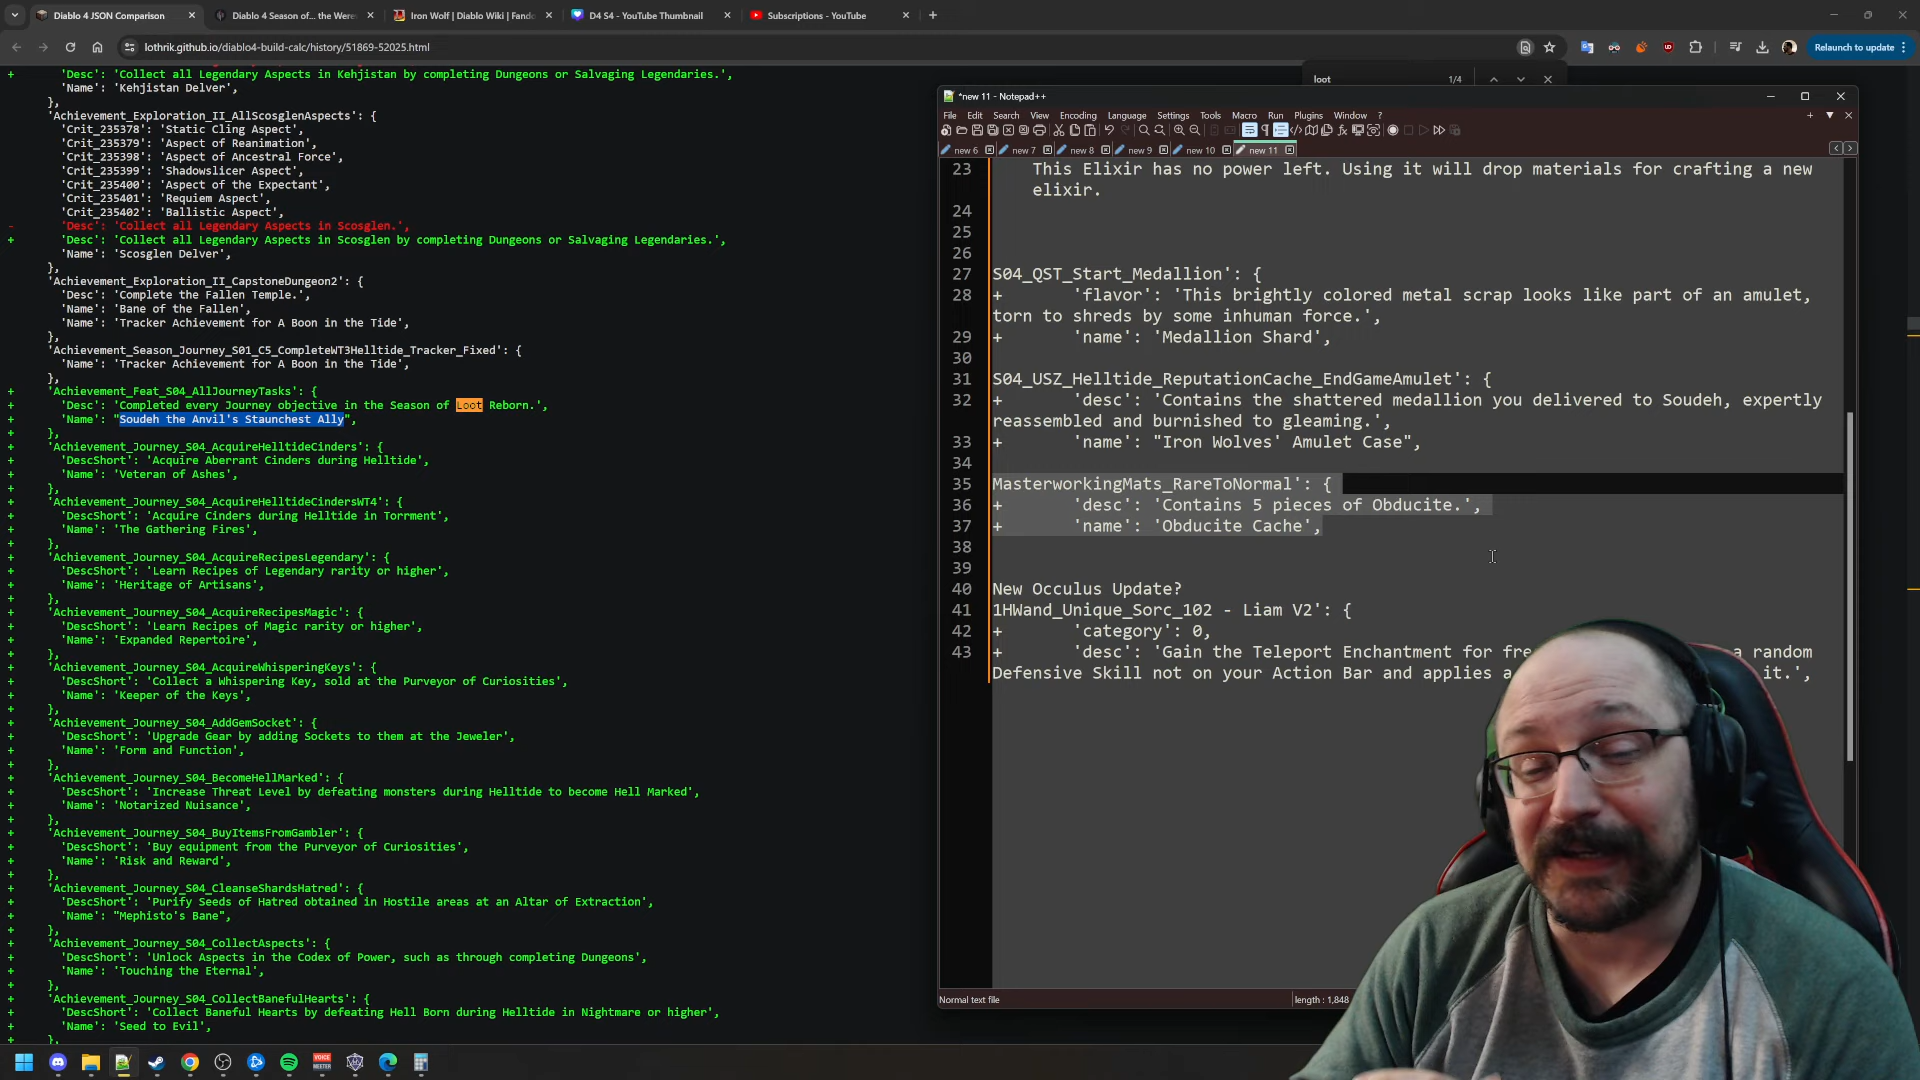 Diablo 4 JSON Comparison
Diablo 4 Season of... the Were
Iron Wolf | Diablo Wiki | Fando
D4 S4 - YouTube Thumbnail
Subscriptions - YouTube
lothrik.github.io/diablo4-build-calc/history/51869-52025.html
Relaunch to update
loot
1/4
+ 'Desc': 'Collect all Legendary Aspects in Kehjistan by completing Dungeons or Salvaging Legendaries.',
'Name': 'Kehjistan Delver',
},
'Achievement_Exploration_II_AllScosglenAspects': {
'Crit_235378': 'Static Cling Aspect',
'Crit_235379': 'Aspect of Reanimation',
'Crit_235398': 'Aspect of Ancestral Force',
'Crit_235399': 'Shadowslicer Aspect',
'Crit_235400': 'Aspect of the Expectant',
'Crit_235401': 'Requiem Aspect',
'Crit_235402': 'Ballistic Aspect',
- 'Desc': 'Collect all Legendary Aspects in Scosglen.',
+ 'Desc': 'Collect all Legendary Aspects in Scosglen by completing Dungeons or Salvaging Legendaries.',
'Name': 'Scosglen Delver',
},
'Achievement_Exploration_II_CapstoneDungeon2': {
'Desc': 'Complete the Fallen Temple.',
'Name': 'Bane of the Fallen',
'Name': 'Tracker Achievement for A Boon in the Tide',
},
'Achievement_Season_Journey_S01_C5_CompleteWT3Helltide_Tracker_Fixed': {
'Name': 'Tracker Achievement for A Boon in the Tide',
},
+ 'Achievement_Feat_S04_AllJourneyTasks': {
+ 'Desc': 'Completed every Journey objective in the Season of Loot Reborn.',
+ 'Name': "Soudeh the Anvil's Staunchest Ally",
+ },
+ 'Achievement_Journey_S04_AcquireHelltideCinders': {
+ 'DescShort': 'Acquire Aberrant Cinders during Helltide',
+ 'Name': 'Veteran of Ashes',
+ },
+ 'Achievement_Journey_S04_AcquireHelltideCindersWT4': {
+ 'DescShort': 'Acquire Cinders during Helltide in Torrment',
+ 'Name': 'The Gathering Fires',
+ },
+ 'Achievement_Journey_S04_AcquireRecipesLegendary': {
+ 'DescShort': 'Learn Recipes of Legendary rarity or higher',
+ 'Name': 'Heritage of Artisans',
+ },
+ 'Achievement_Journey_S04_AcquireRecipesMagic': {
+ 'DescShort': 'Learn Recipes of Magic rarity or higher',
+ 'Name': 'Expanded Repertoire',
+ },
+ 'Achievement_Journey_S04_AcquireWhisperingKeys': {
+ 'DescShort': 'Collect a Whispering Key, sold at the Purveyor of Curiosities',
+ 'Name': 'Keeper of the Keys',
+ },
+ 'Achievement_Journey_S04_AddGemSocket': {
+ 'DescShort': 'Upgrade Gear by adding Sockets to them at the Jeweler',
+ 'Name': 'Form and Function',
+ },
+ 'Achievement_Journey_S04_BecomeHellMarked': {
+ 'DescShort': 'Increase Threat Level by defeating monsters during Helltide to become Hell Marked',
+ 'Name': 'Notarized Nuisance',
+ },
+ 'Achievement_Journey_S04_BuyItemsFromGambler': {
+ 'DescShort': 'Buy equipment from the Purveyor of Curiosities',
+ 'Name': 'Risk and Reward',
+ },
+ 'Achievement_Journey_S04_CleanseShardsHatred': {
+ 'DescShort': 'Purify Seeds of Hatred obtained in Hostile areas at an Altar of Extraction',
+ 'Name': "Mephisto's Bane",
+ },
+ 'Achievement_Journey_S04_CollectAspects': {
+ 'DescShort': 'Unlock Aspects in the Codex of Power, such as through completing Dungeons',
+ 'Name': 'Touching the Eternal',
+ },
+ 'Achievement_Journey_S04_CollectBanefulHearts': {
+ 'DescShort': 'Collect Baneful Hearts by defeating Hell Born during Helltide in Nightmare or higher',
+ 'Name': 'Seed to Evil',
+ },
*new 11 - Notepad++
File Edit Search View Encoding Language Settings Tools Macro Run Plugins Window ?
new 6 new 7 new 8 new 9 new 10 new 11
23 This Elixir has no power left. Using it will drop materials for crafting a new
elixir.
24
25
26
27 S04_QST_Start_Medallion': {
28 + 'flavor': 'This brightly colored metal scrap looks like part of an amulet,
torn to shreds by some inhuman force.',
29 + 'name': 'Medallion Shard',
30
31 S04_USZ_Helltide_ReputationCache_EndGameAmulet': {
32 + 'desc': 'Contains the shattered medallion you delivered to Soudeh, expertly
reassembled and burnished to gleaming.',
33 + 'name': "Iron Wolves' Amulet Case",
34
35 MasterworkingMats_RareToNormal': {
36 + 'desc': 'Contains 5 pieces of Obducite.',
37 + 'name': 'Obducite Cache',
38
39
40 New Occulus Update?
41 1HWand_Unique_Sorc_102 - Liam V2': {
42 + 'category': 0,
43 + 'desc': 'Gain the Teleport Enchantment for a random
Defensive Skill not on your Action Bar and applies it.',
Normal text file
length : 1,848
VOICE MEETER